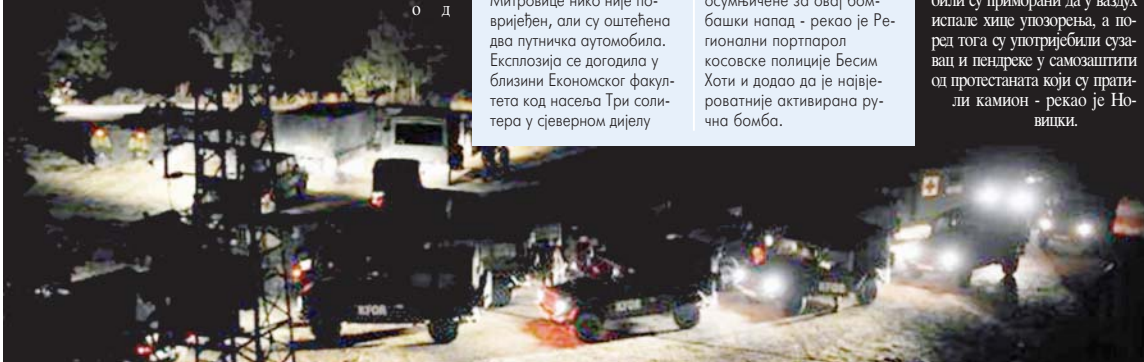 о д
Митровице нико није по-
вријеђен, али су оштећена
два путничка аутомобила.
Експлозија се догодила у
близини Економског факул-
тета код насеља Три соли-
тера у сјеверном дијелу
осумњичене за овај бом-
башки напад - рекао је Ре-
гионални портпарол
косовске полиције Бесим
Хоти и додао да је највје-
роватније активирана ру-
чна бомба.
били су приморани да у ваздух
испале хице упозорења, а по-
ред тога су употријебили суза-
вац и пендреке у самозаштити
од протестаната који су прати-
ли камион - рекао је Но-
вицки.
KFOR
KFOR
KFOR